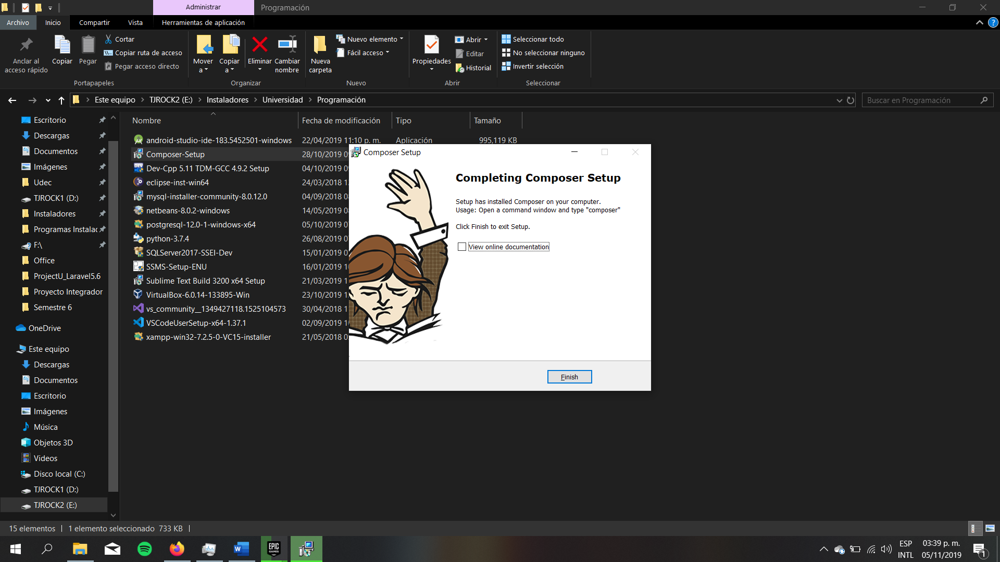 Administrar
Programación
Archivo
Inicio
Compartir
Vista
Herramientas de aplicación
Anclar al
acceso rápido
Copiar
Pegar
Cortar
Copiar ruta de acceso
Pegar acceso directo
Portapapeles
Mover
a
Copiar
a
Eliminar
Cambiar
nombre
Organizar
Nueva
carpeta
Nuevo elemento
Fácil acceso
Nuevo
Propiedades
Abrir
Editar
Historial
Abrir
Seleccionar todo
No seleccionar ninguno
Invertir selección
Seleccionar
Este equipo > TJROCK2 (E:) > Instaladores > Universidad > Programación
Buscar en Programación
Escritorio
Descargas
Documentos
Imágenes
Udec
TJROCK1 (D:)
Instaladores
Programas Instalac
F:\
Office
ProjectU_Laravel5.6
Proyecto Integrador
Semestre 6
OneDrive
Este equipo
Descargas
Documentos
Escritorio
Imágenes
Música
Objetos 3D
Videos
Disco local (C:)
TJROCK1 (D:)
TJROCK2 (E:)
Nombre Fecha de modificación Tipo Tamaño
android-studio-ide-183.5452501-windows 22/04/2019 11:10 p. m. Aplicación 995,119 KB
Composer-Setup 28/10/2019 0
Dev-Cpp 5.11 TDM-GCC 4.9.2 Setup 04/10/2019 0
eclipse-inst-win64 24/03/2018 1
mysql-installer-community-8.0.12.0 04/09/2018 0
netbeans-8.0.2-windows 14/05/2019 0
postgresql-12.0-1-windows-x64 05/10/2019 0
python-3.7.4 26/08/2019 0
SQLServer2017-SSEI-Dev 15/01/2019 0
SSMS-Setup-ENU 16/01/2019 1
Sublime Text Build 3200 x64 Setup 21/03/2019 1
VirtualBox-6.0.14-133895-Win 23/10/2019 1
vs_community__1349427118.1525104573 30/04/2018 1
VSCodeUserSetup-x64-1.37.1 02/09/2019 1
xampp-win32-7.2.5-0-VC15-installer 21/05/2018 0
Composer Setup
Completing Composer Setup
Setup has installed Composer on your computer.
Usage: Open a command window and type "composer"
Click Finish to exit Setup.
View online documentation
Finish
15 elementos
1 elemento seleccionado 733 KB
EPIC
GAMES
ESP
INTL
03:39 p. m.
05/11/2019
1